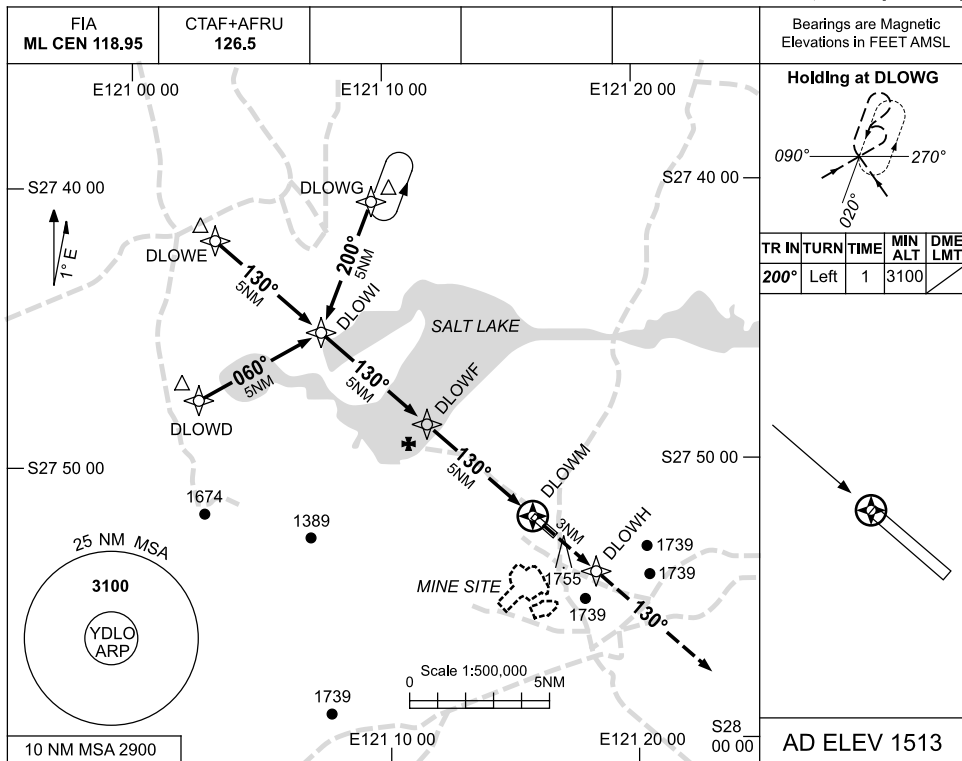 FIA
ML CEN 118.95
CTAF+AFRU
126.5
Bearings are Magnetic
Elevations in FEET AMSL
E121 00 00
E121 10 00
E121 20 00
Holding at DLOWG
090°
270°
020°
TR IN TURN TIME MIN ALT DME LMT
200° Left 1 3100
S27 40 00
S27 40 00
1° E
DLOWG
DLOWE
200°
5NM
130°
5NM
DLOWI
SALT LAKE
060°
5NM
DLOWD
130°
5NM
DLOWF
S27 50 00
S27 50 00
130°
5NM
DLOWM
3NM
DLOWH
1674
1389
1739
1739
1755
1739
MINE SITE
130°
25 NM MSA
3100
YDLO
ARP
Scale 1:500,000
0 5NM
1739
S28
00 00
E121 10 00
E121 20 00
10 NM MSA 2900
AD ELEV 1513